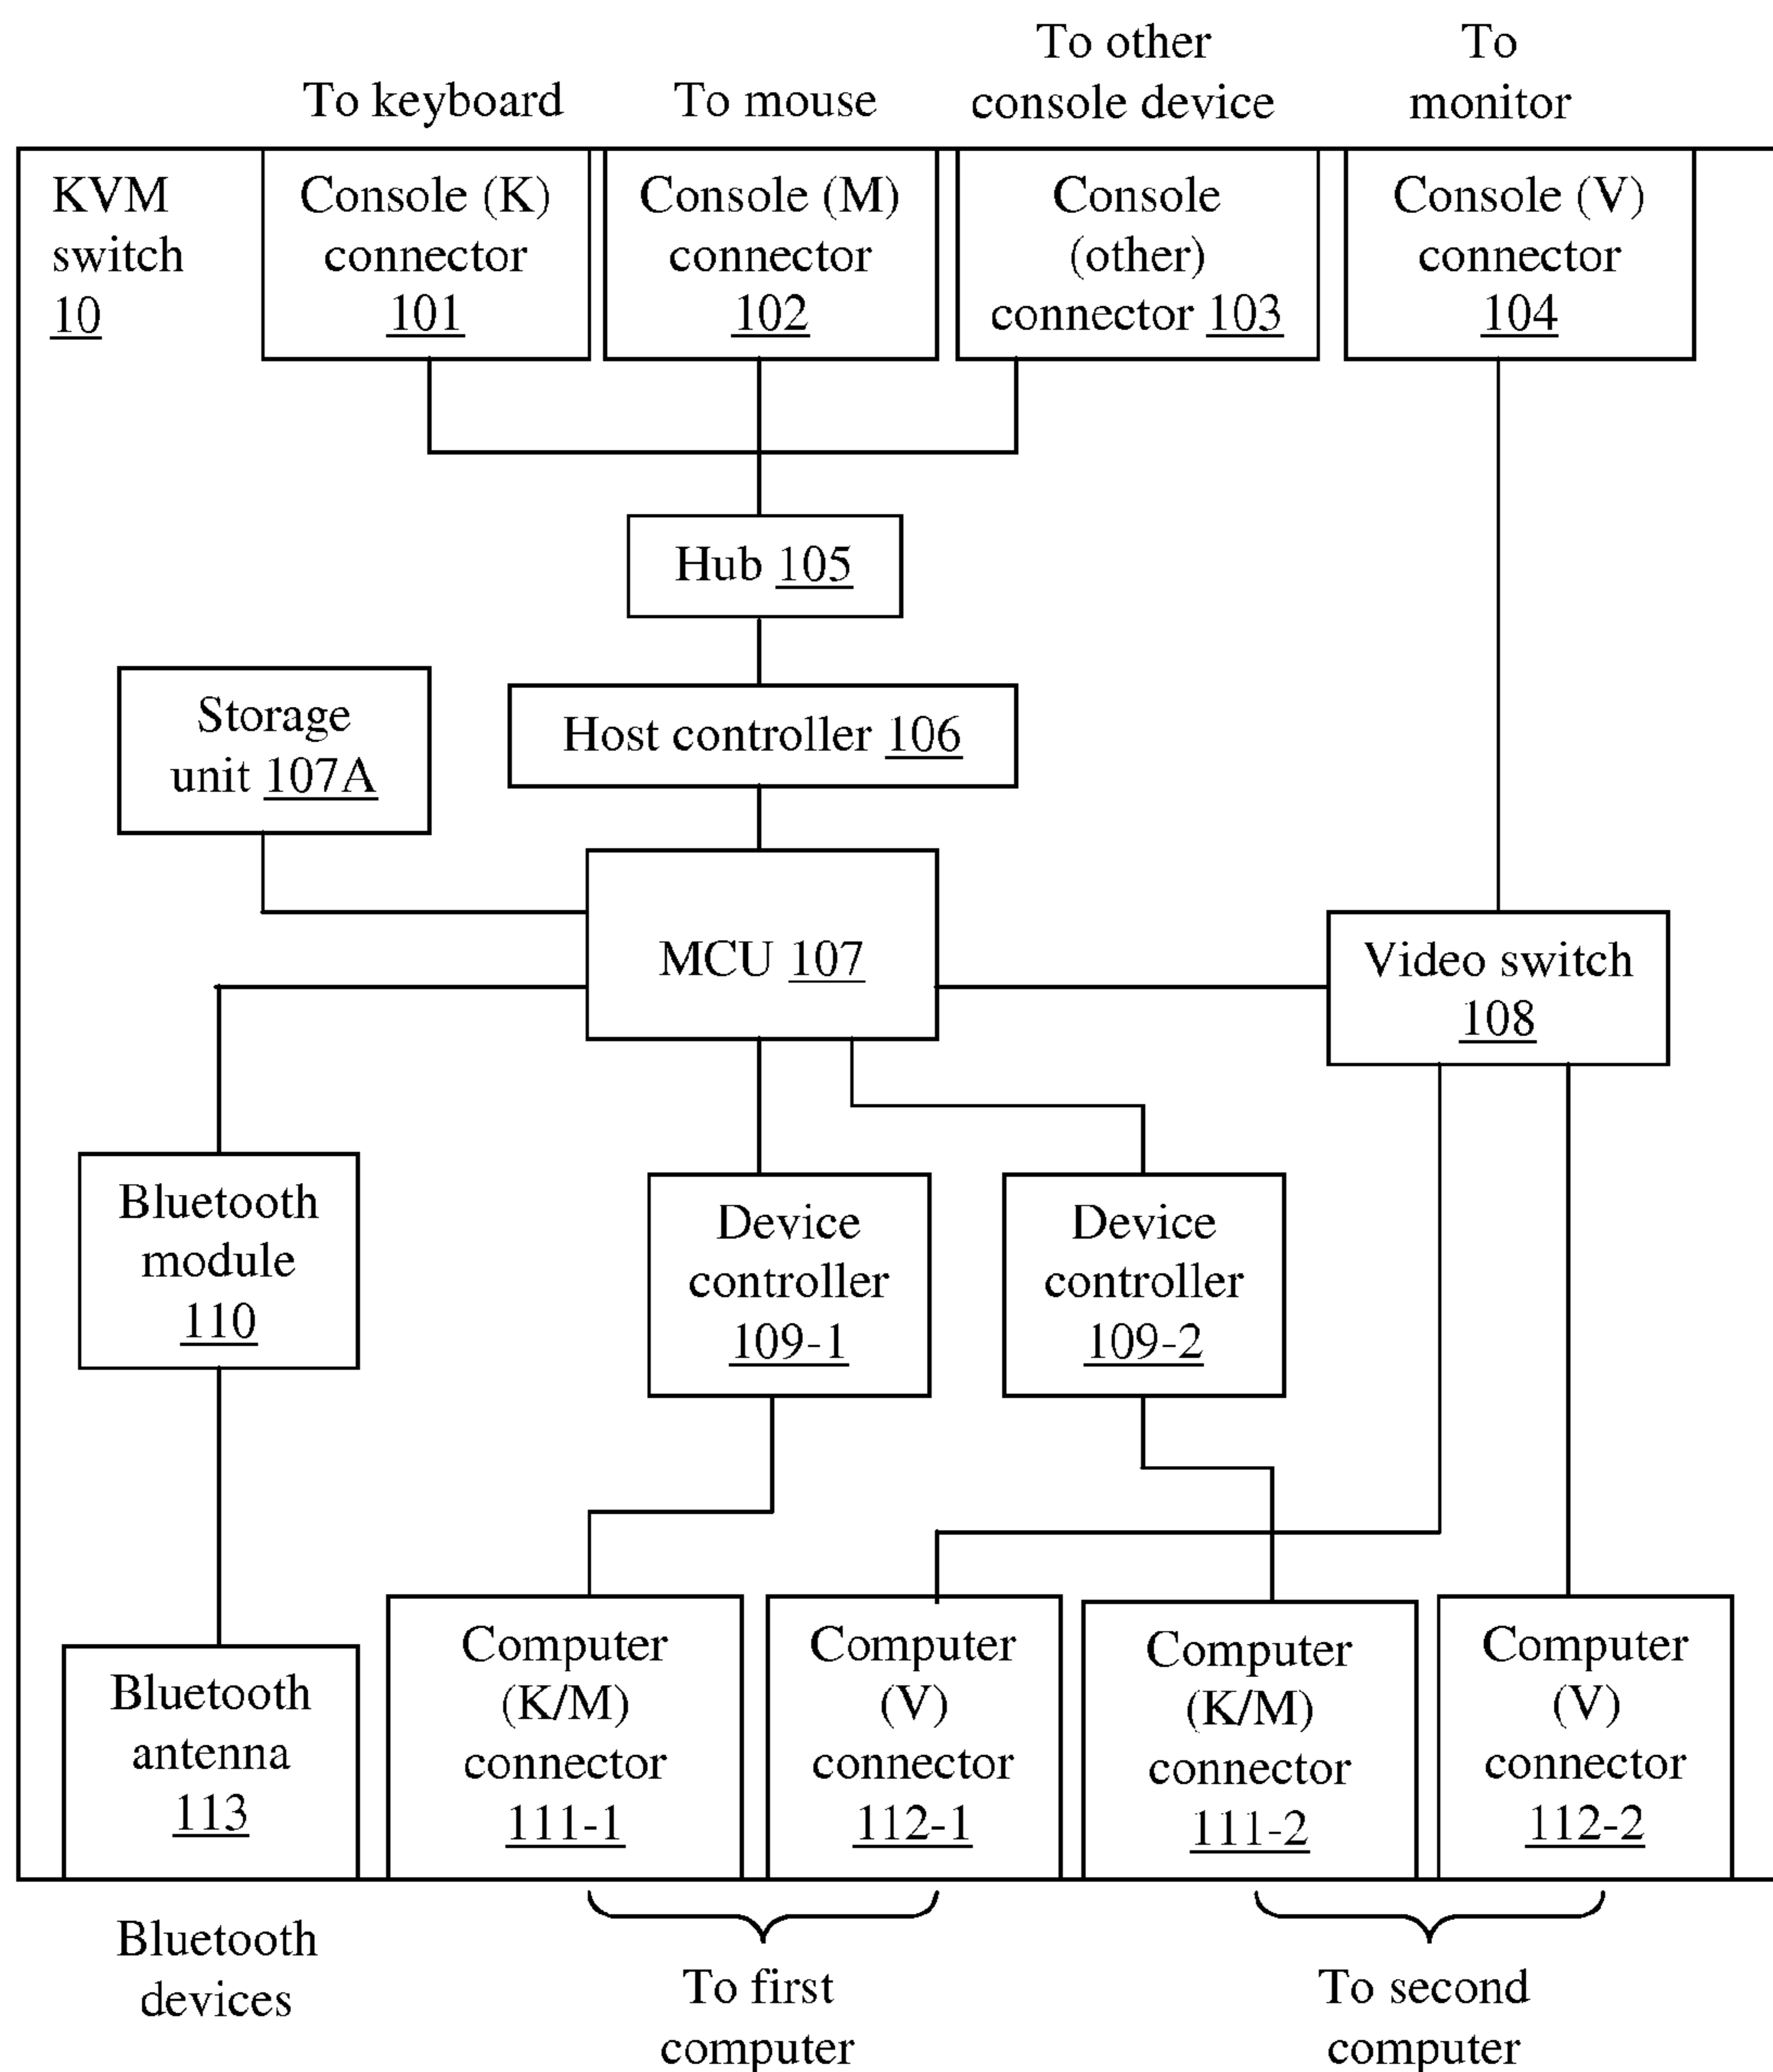 To keyboard
To mouse
To other
console device
To
monitor
KVM
switch
10
Console (K)
connector
101
Console (M)
connector
102
Console
(other)
connector 103
Console (V)
connector
104
Hub 105
Storage
unit 107A
Host controller 106
MCU 107
Video switch
108
Bluetooth
module
110
Device
controller
109-1
Device
controller
109-2
Bluetooth
antenna
113
Computer
(K/M)
connector
111-1
Computer
(V)
connector
112-1
Computer
(K/M)
connector
111-2
Computer
(V)
connector
112-2
Bluetooth
devices
To first
computer
To second
computer